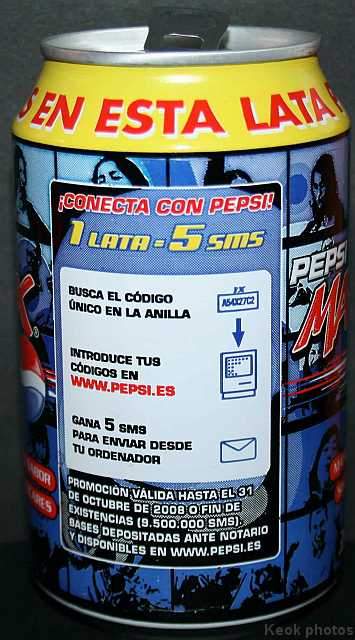 S EN ESTA LATA
¡CONECTA CON PEPSI!
1 LATA = 5 SMS
BUSCA EL CÓDIGO
ÚNICO EN LA ANILLA
A54X27C2
INTRODUCE TUS
CÓDIGOS EN
WWW.PEPSI.ES
GANA 5 SMS
PARA ENVIAR DESDE
TU ORDENADOR
PROMOCIÓN VÁLIDA HASTA EL 31
DE OCTUBRE DE 2008 O FIN DE
EXISTENCIAS (9.500.000 SMS).
BASES DEPOSITADAS ANTE NOTARIO
Y DISPONIBLES EN WWW.PEPSI.ES
PEPSI
Keok photos